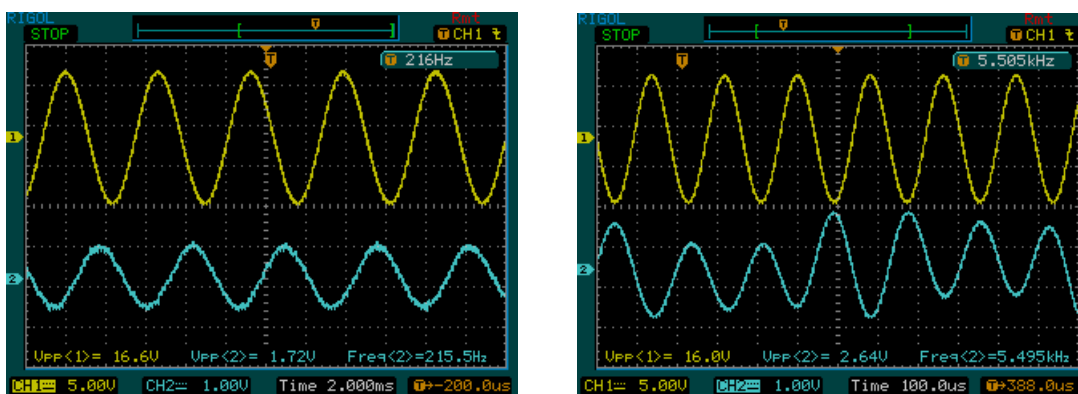 RIGOL Rmt
STOP T T CH1
T
T 216Hz
1
2
Vpp<1>= 16.6V Vpp<2>= 1.72V Freq<2>=215.5Hz
CH1 5.00V CH2 1.00V Time 2.000ms T→-200.0us
RIGOL Rmt
STOP T T CH1
T
T 5.505kHz
1
2
Vpp<1>= 16.0V Vpp<2>= 2.64V Freq<2>=5.495kHz
CH1 5.00V CH2 1.00V Time 100.0us T→388.0us